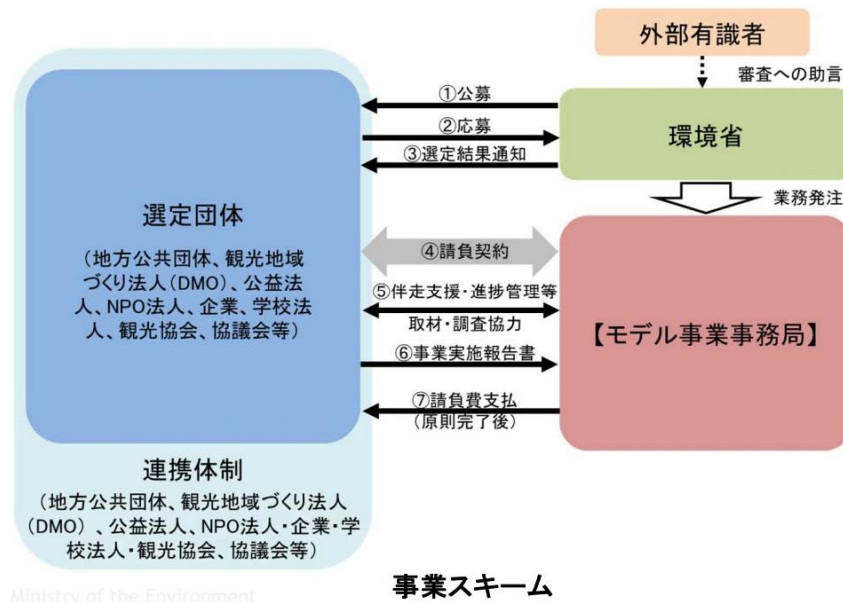 外部有識者
審査への助言
①公募
②応募
③選定結果通知
環境省
業務発注
選定団体
(地方公共団体、観光地域
づくり法人(DMO)、公益法
人、NPO法人、企業、学校法
人、観光協会、協議会等)
④請負契約
⑤伴走支援・進捗管理等
取材・調査協力
⑥事業実施報告書
⑦請負費支払
(原則完了後)
【モデル事業事務局】
連携体制
(地方公共団体、観光地域づくり法人
(DMO) 、公益法人、NPO法人・企業・学
校法人・観光協会、協議会等)
事業スキーム
Ministry of the Environment